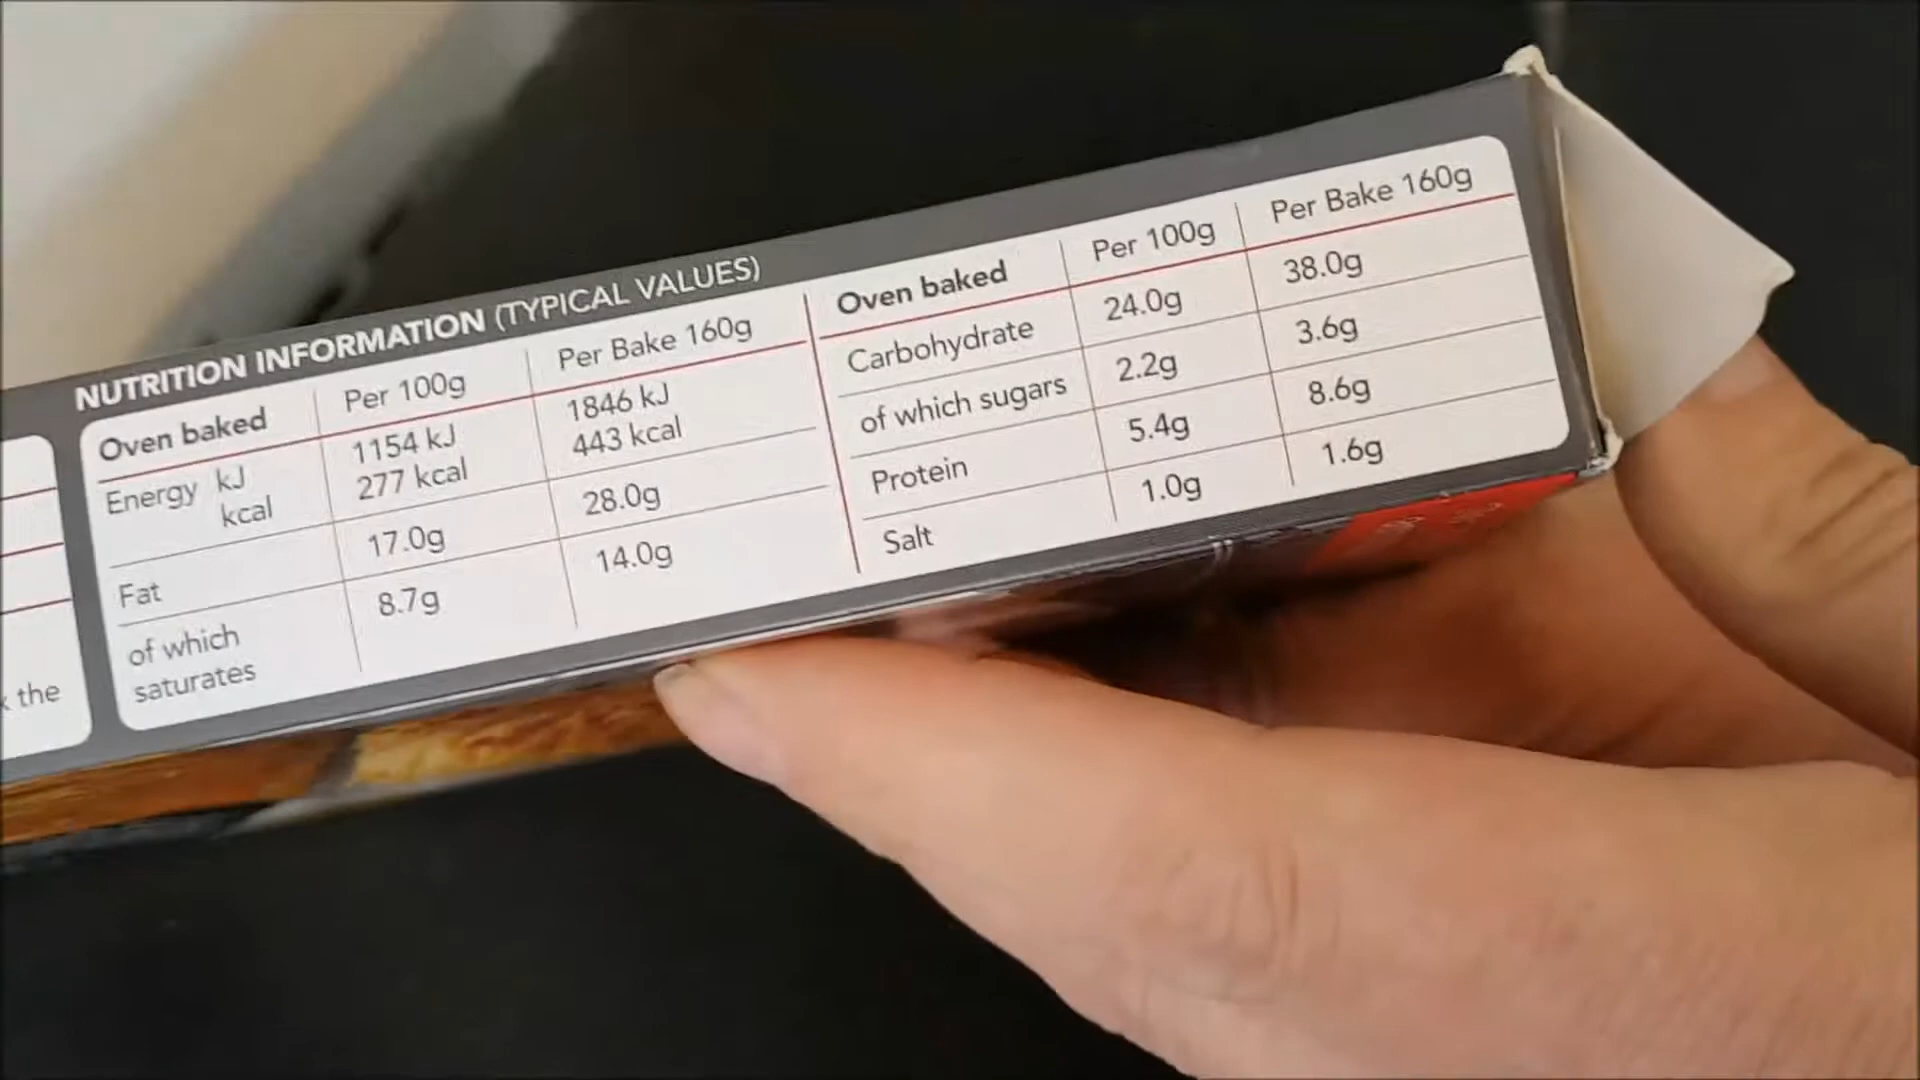 NUTRITION INFORMATION (TYPICAL VALUES)
Oven baked Per 100g Per Bake 160g
Energy kJ 1154 kJ 1846 kJ
kcal 277 kcal 443 kcal
Fat 17.0g 28.0g
of which
saturates 8.7g 14.0g
Oven baked Per 100g Per Bake 160g
Carbohydrate 24.0g 38.0g
of which sugars 2.2g 3.6g
Protein 5.4g 8.6g
Salt 1.0g 1.6g
the